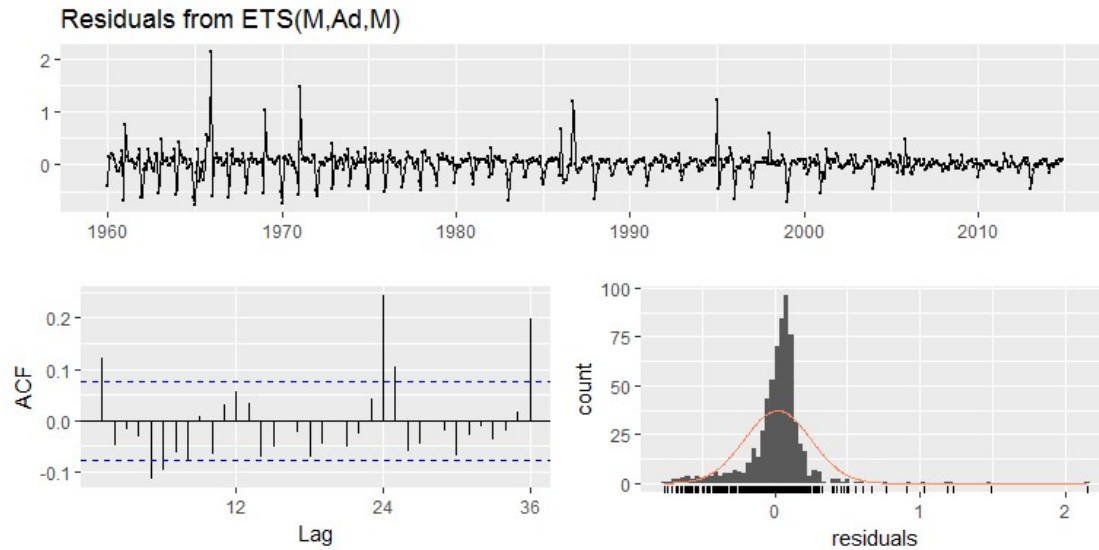 Residuals from ETS(M,Ad,M)
2
1
0
1960 1970 1980 1990 2000 2010
ACF
0.2
0.1
0.0
-0.1
12 24 36
Lag
count
100
75
50
25
0
0 1 2
residuals